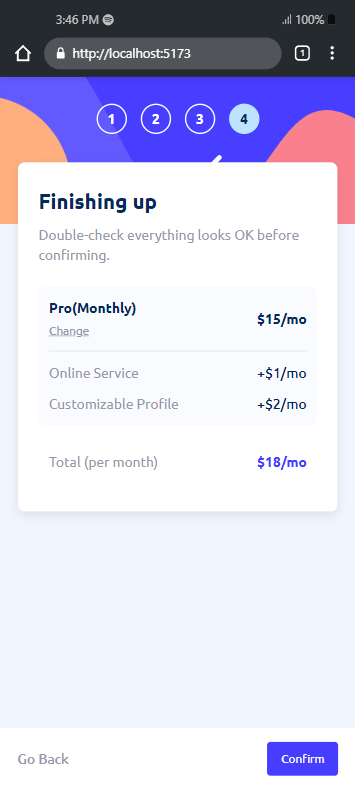 3:46 PM 100%
http://localhost:5173 1
1 2 3 4
Finishing up
Double-check everything looks OK before
confirming.
Pro(Monthly)
$15/mo
Change
Online Service +$1/mo
Customizable Profile +$2/mo
Total (per month) $18/mo
Go Back Confirm